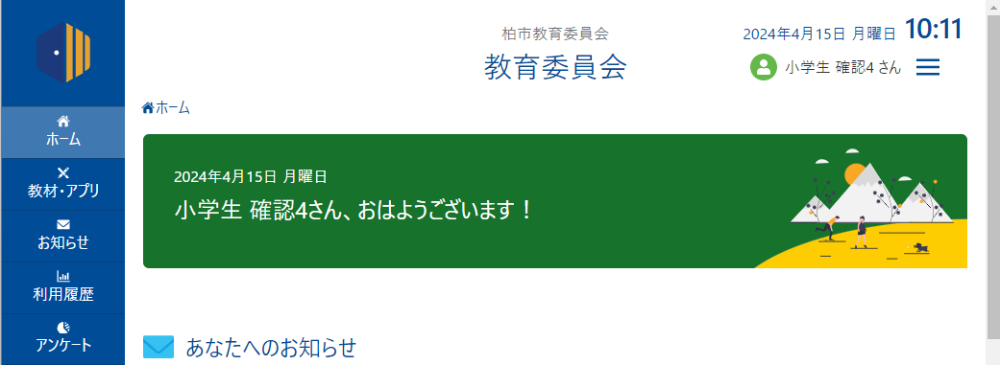 柏市教育委員会
教育委員会
2024年4月15日 月曜日 10:11
小学生 確認4 さん
ホーム
教材・アプリ
お知らせ
利用履歴
アンケート
ホーム
2024年4月15日 月曜日
小学生 確認4さん、おはようございます！
あなたへのお知らせ